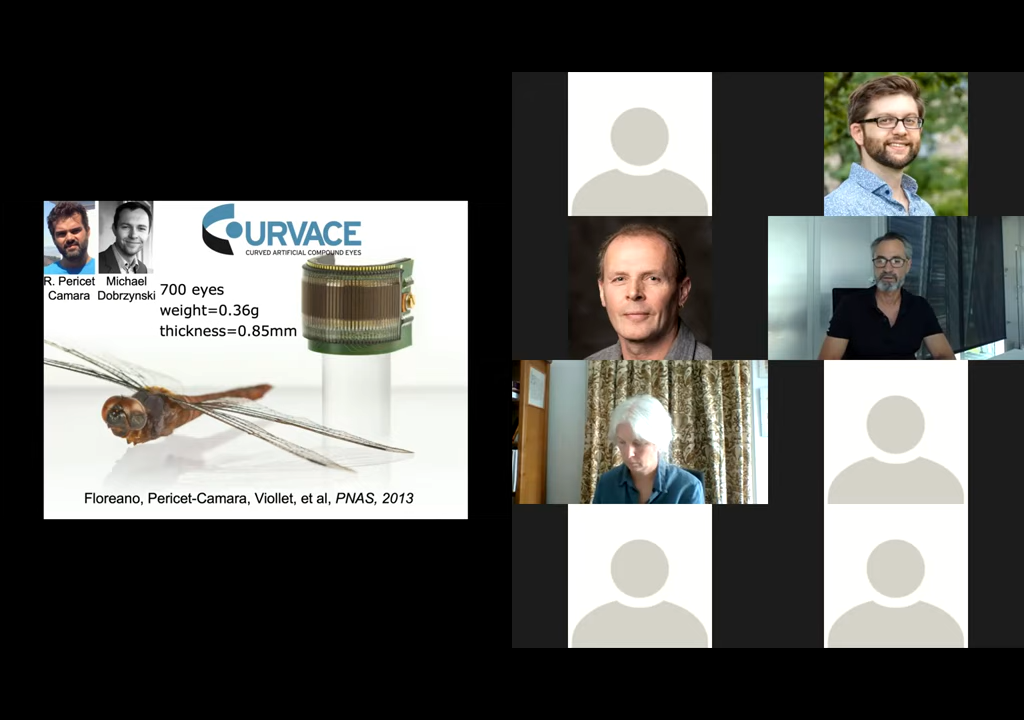 CURVACE
CURVED ARTIFICIAL COMPOUND EYES
R. Pericet
Camara
Michael
Dobrzynski
700 eyes
weight=0.36g
thickness=0.85mm
Floreano, Pericet-Camara, Viollet, et al, PNAS, 2013